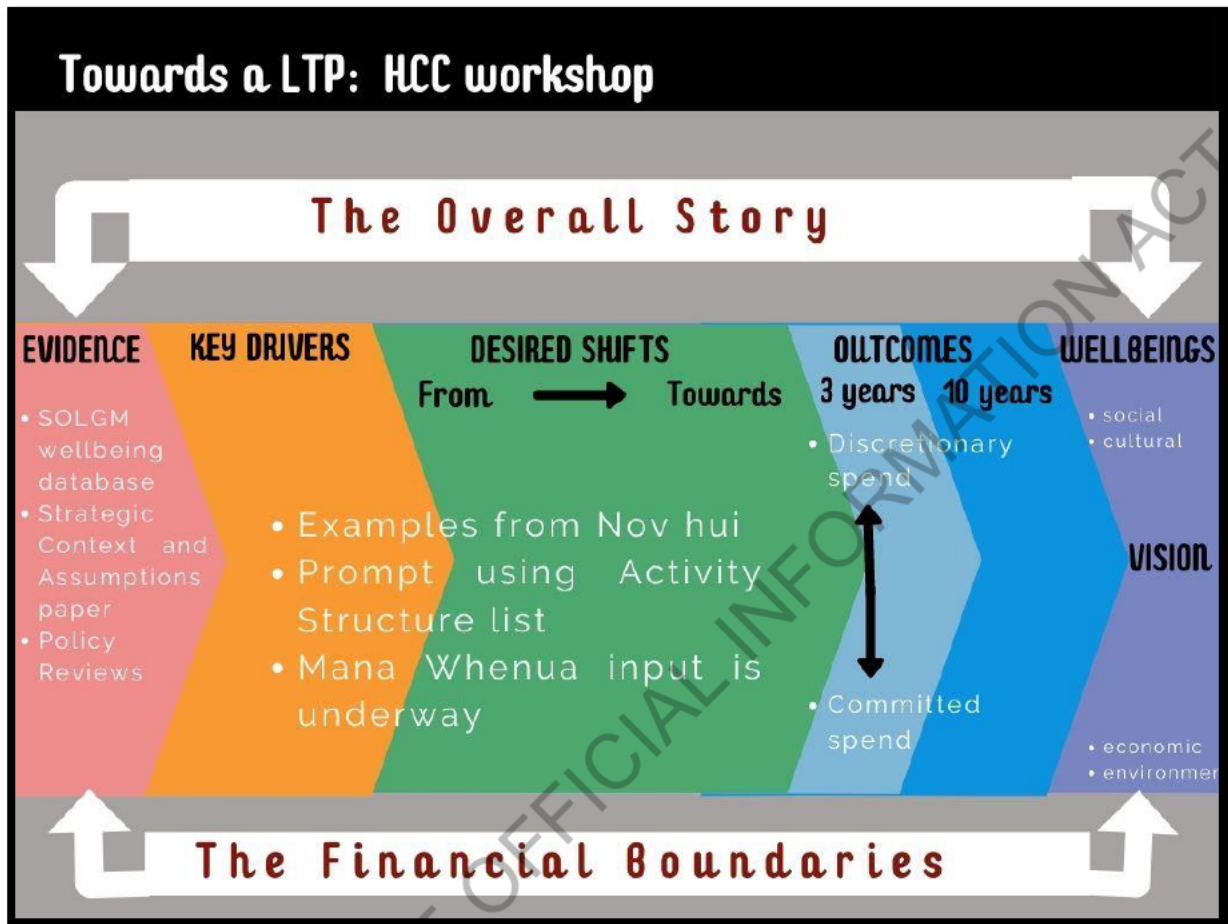 Towards a LTP: HCC workshop
The Overall Story
EVIDENCE
• SOLGM
wellbeing
database
• Strategic
Context and
Assumptions
paper
• Policy
Reviews
KEY DRIVERS
DESIRED SHIFTS
From → Towards
• Examples from Nov hui
• Prompt using Activity
Structure list
• Mana Whenua input is
underway
OUTCOMES
3 years 10 years
• Discretionary
spend
• Committed
spend
WELLBEINGS
• social
• cultural
VISION
• economic
• environmen
The Financial Boundaries
OFFICIAL INFORMATION ACT